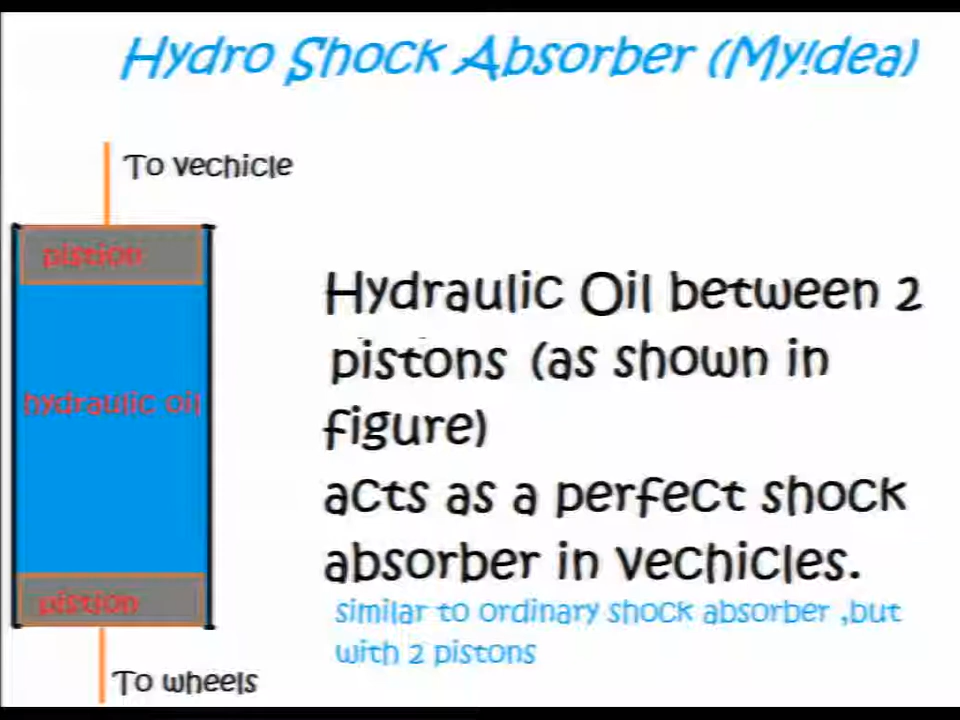 Hydro Shock Absorber (My!dea)
To vechicle
pistion
hydraulic oil
pistion
To wheels
Hydraulic Oil between 2
pistons (as shown in
figure)
acts as a perfect shock
absorber in vechicles.
similar to ordinary shock absorber ,but
with 2 pistons